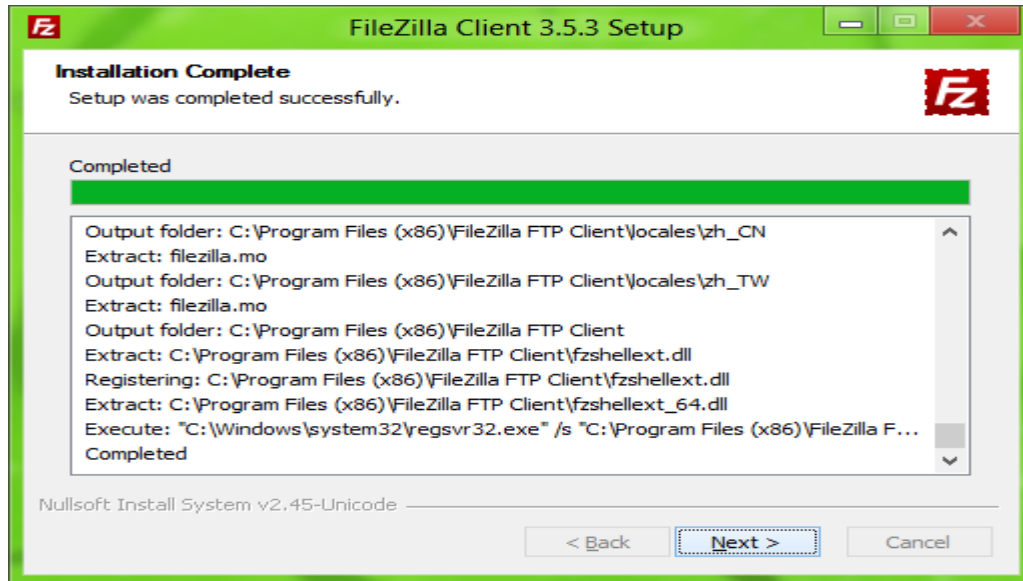 Fz
FileZilla Client 3.5.3 Setup
Installation Complete
Setup was completed successfully.
Fz
Completed
Output folder: C:\Program Files (x86)\FileZilla FTP Client\locales\zh_CN
Extract: filezilla.mo
Output folder: C:\Program Files (x86)\FileZilla FTP Client\locales\zh_TW
Extract: filezilla.mo
Output folder: C:\Program Files (x86)\FileZilla FTP Client
Extract: C:\Program Files (x86)\FileZilla FTP Client\fzshellext.dll
Registering: C:\Program Files (x86)\FileZilla FTP Client\fzshellext.dll
Extract: C:\Program Files (x86)\FileZilla FTP Client\fzshellext_64.dll
Execute: "C:\Windows\system32\regsvr32.exe" /s "C:\Program Files (x86)\FileZilla F...
Completed
Nullsoft Install System v2.45-Unicode
< Back Next > Cancel